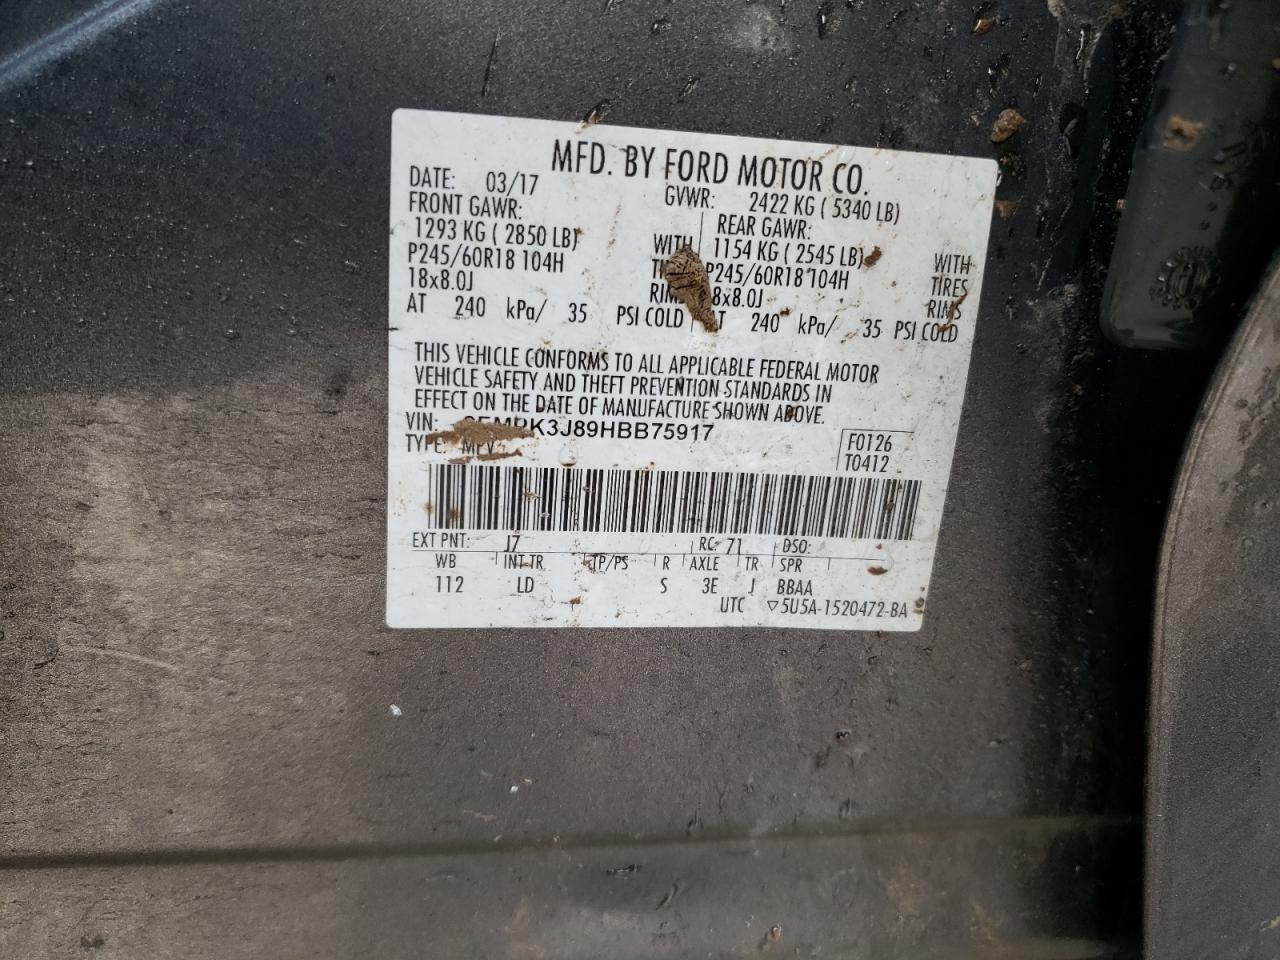 MFD. BY FORD MOTOR CO.
DATE: 03/17 GVWR: 2422 KG ( 5340 LB)
FRONT GAWR: REAR GAWR:
1293 KG ( 2850 LB) WITH 1154 KG ( 2545 LB) WITH
P245/60R18 104H P245/60R18 104H TIRES
18x8.0J 8x8.0J RIMS
AT 240 kPa/ 35 PSI COLD AT 240 kPa/ 35 PSI COLD
THIS VEHICLE CONFORMS TO ALL APPLICABLE FEDERAL MOTOR
VEHICLE SAFETY AND THEFT PREVENTION STANDARDS IN
EFFECT ON THE DATE OF MANUFACTURE SHOWN ABOVE.
VIN: K3J89HBB75917
TYPE: MPV
F0126
T0412
EXT PNT: J7 RC: 71 DSO:
WB INT TR TP/PS R AXLE TR SPR
112 LD S 3E J BBAA
UTC ▽5U5A-1520472-BA